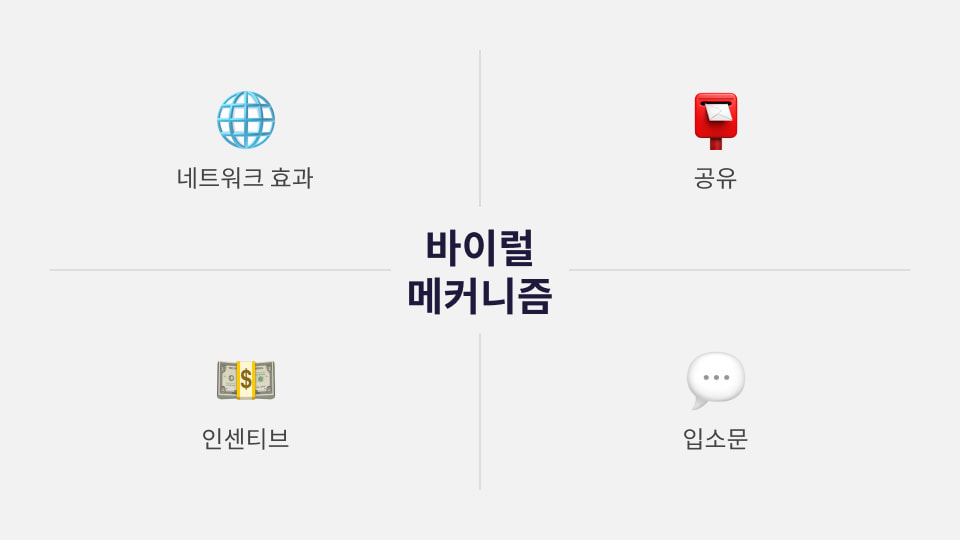 네트워크 효과
공유
바이럴
메커니즘
인센티브
입소문